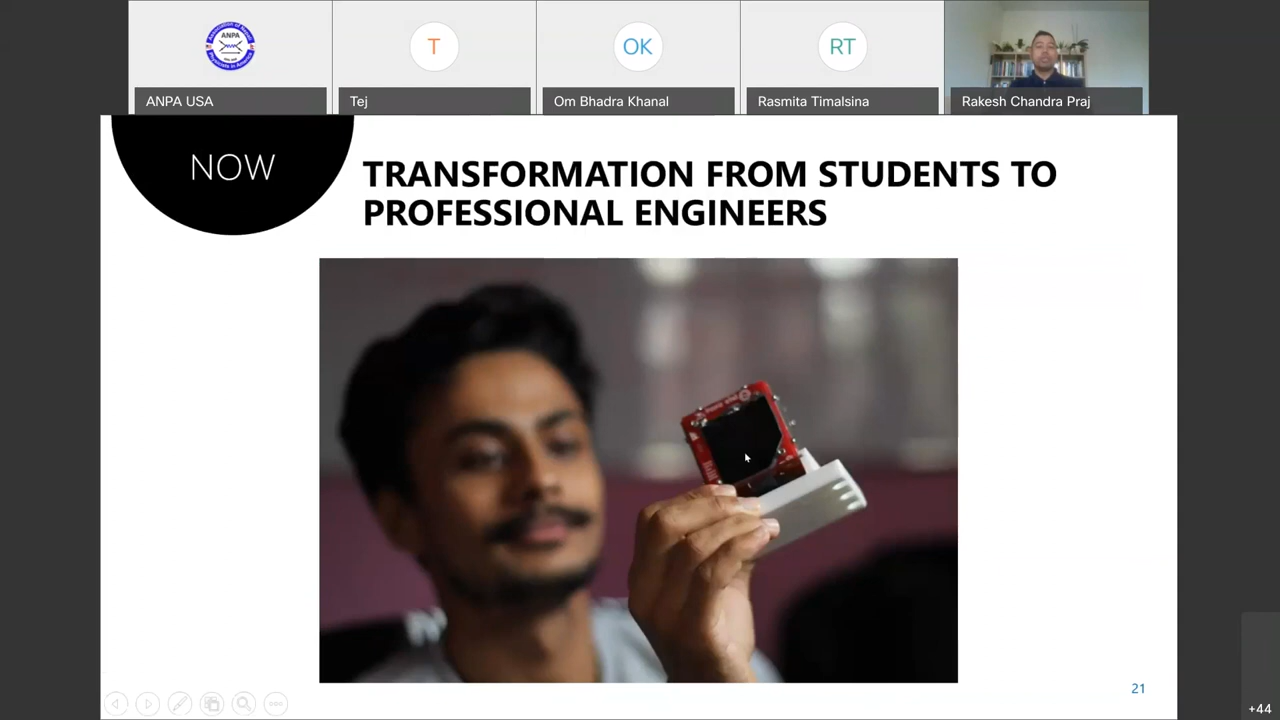 ANPA
ANPA USA
T
Tej
OK
Om Bhadra Khanal
RT
Rasmita Timalsina
Rakesh Chandra Praj
NOW
TRANSFORMATION FROM STUDENTS TO
PROFESSIONAL ENGINEERS
21
+44